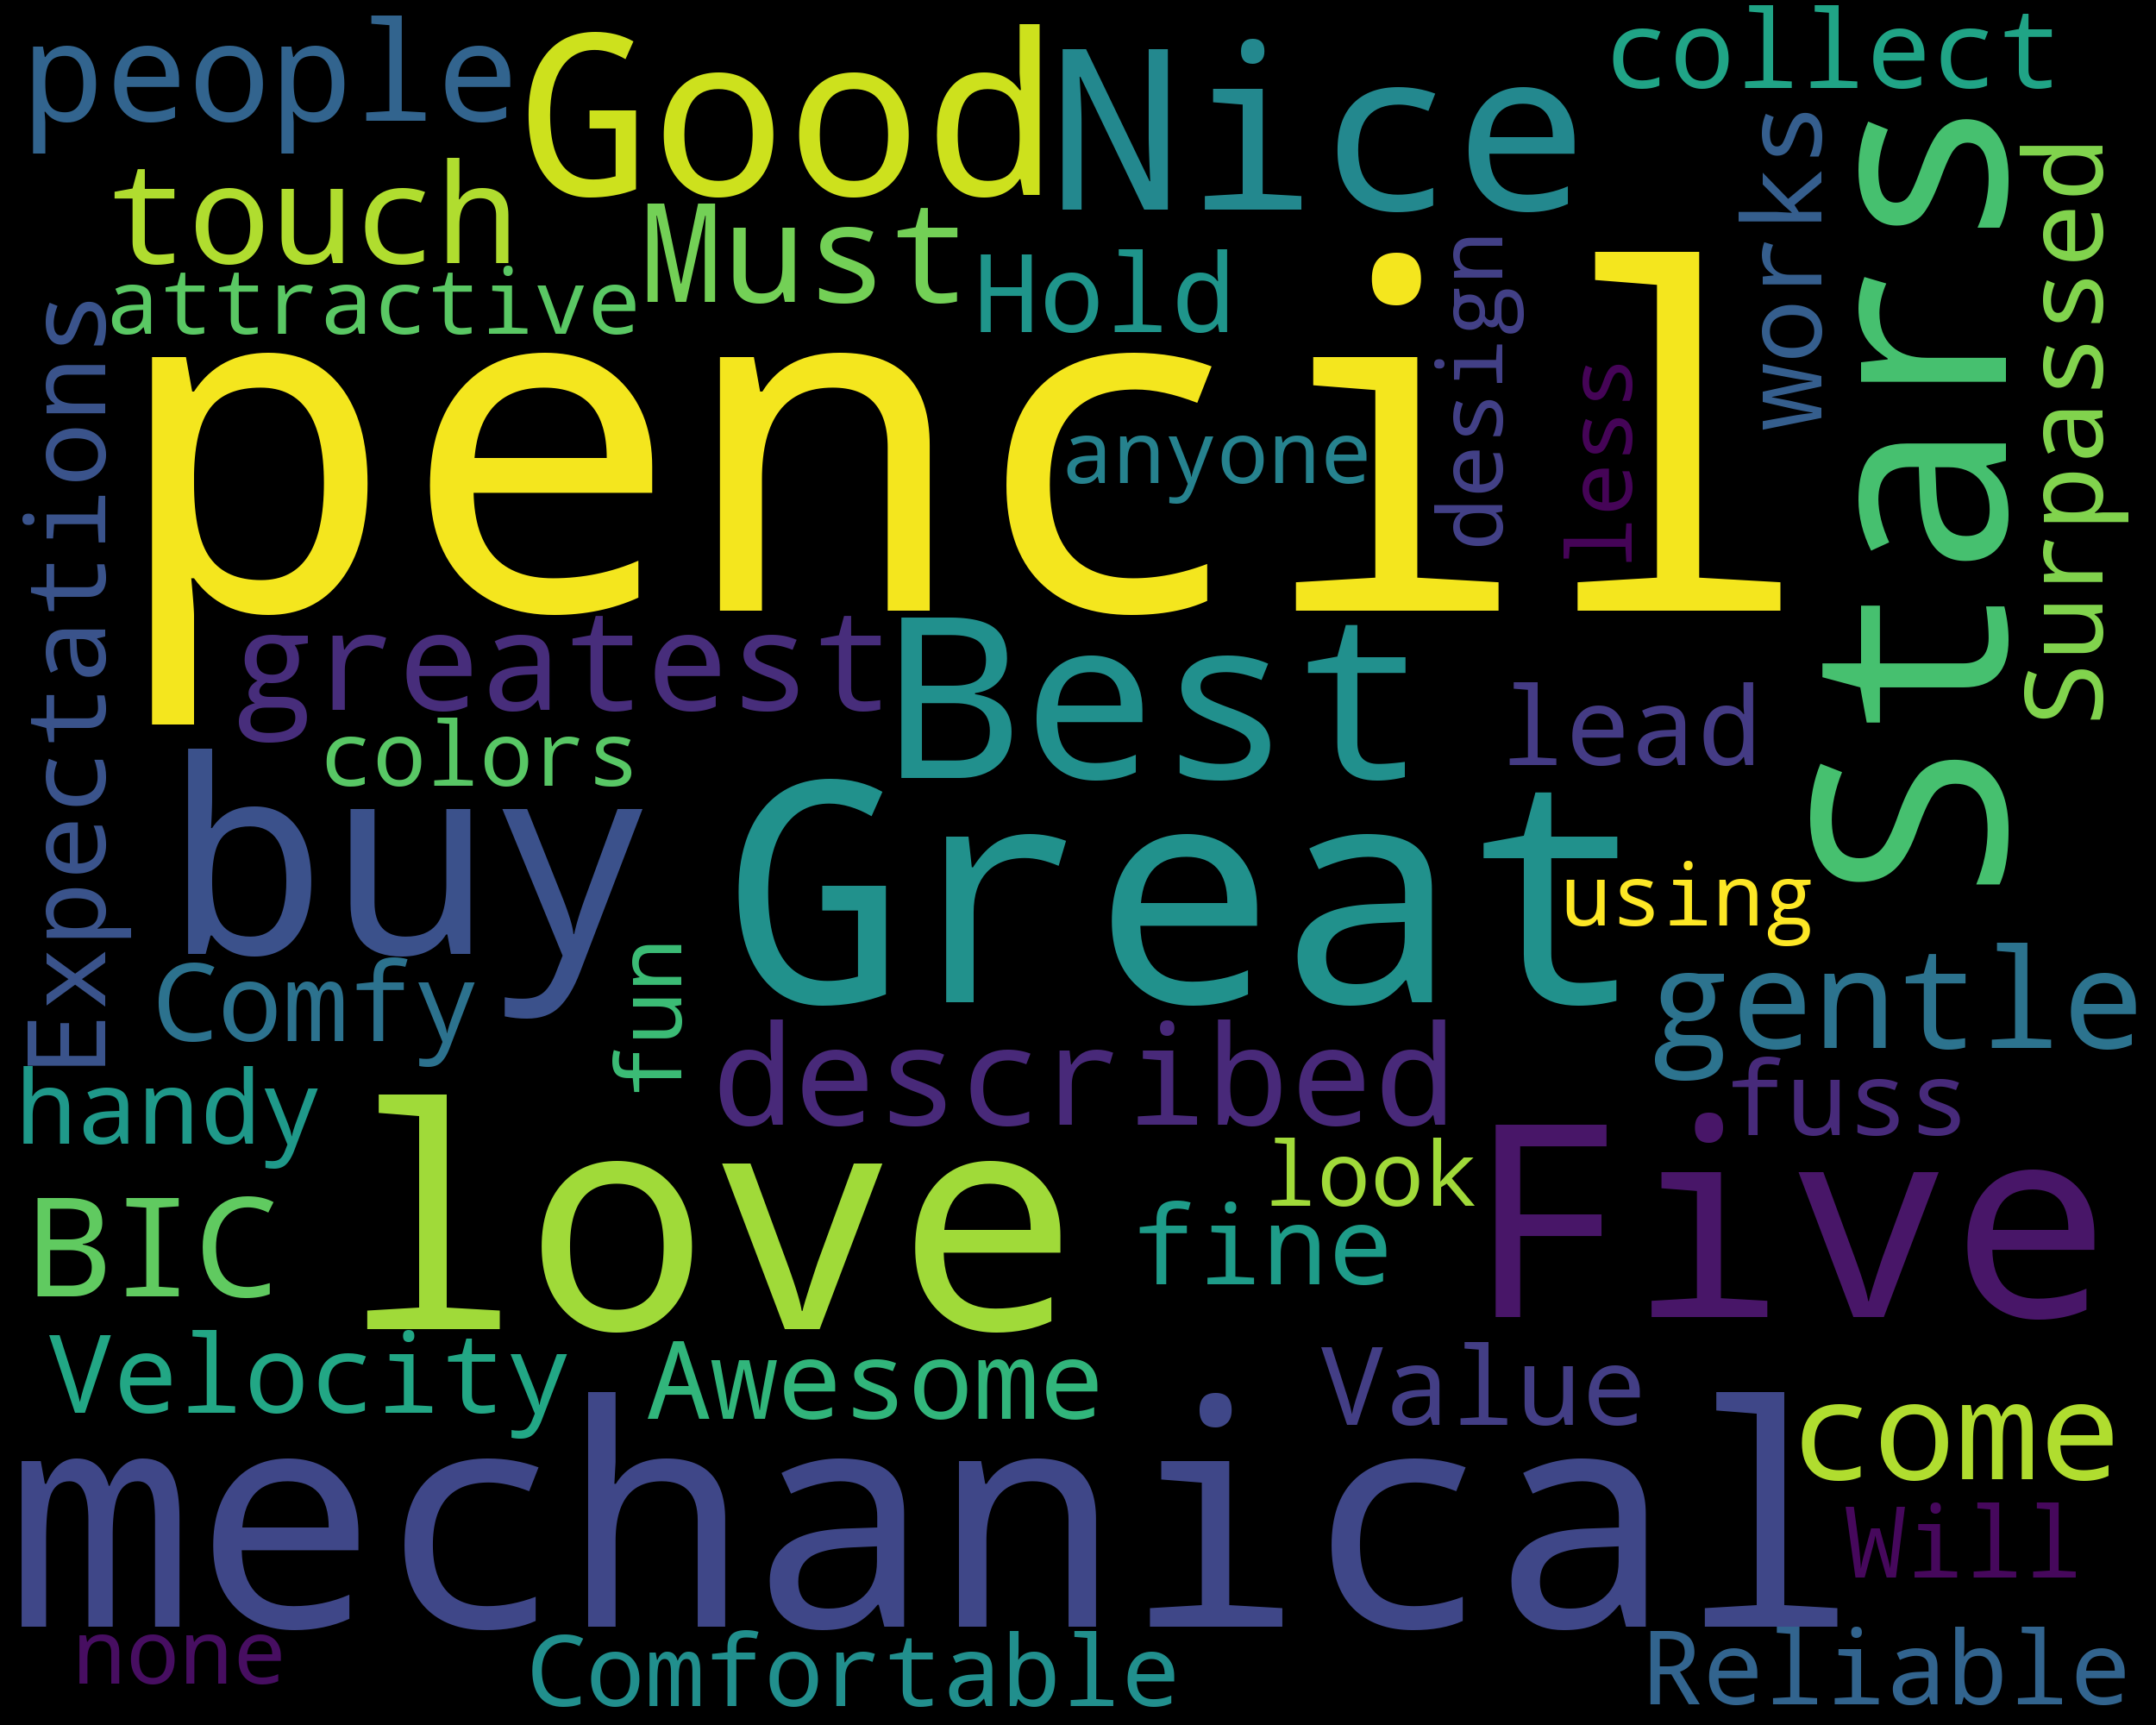 people
Good
Nice
collect
touch
Must
Hold
works
Stars
surpassed
attractive
design
less
Expectations
pencil
anyone
greatest
Best
lead
colors
buy
Great
using
Comfy
fun
gentle
described
fuss
handy
love
look
Five
BIC
fine
Velocity
Awesome
Value
come
mechanical
Will
none
Comfortable
Reliable